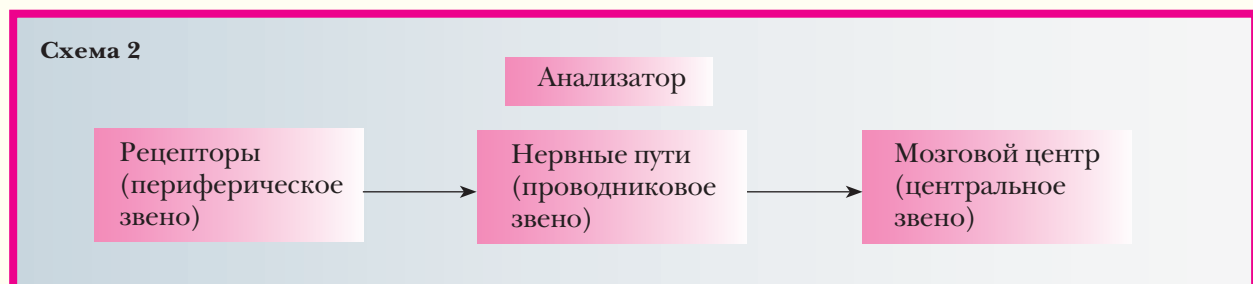 Схема 2
Анализатор
Рецепторы
(периферическое
звено)
Нервные пути
(проводниковое
звено)
Мозговой центр
(центральное
звено)